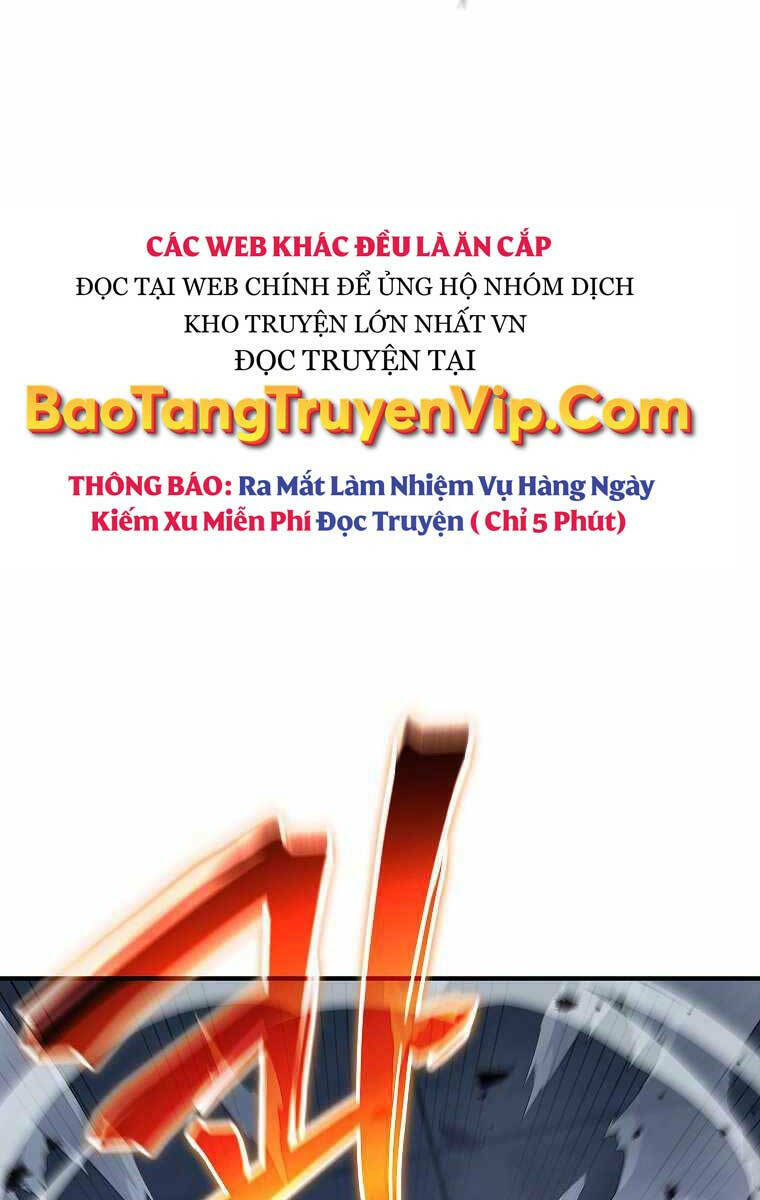 CÁC WEB KHÁC ĐỀU LÀ ĂN CẮP
ĐỌC TẠI WEB CHÍNH ĐỂ ỦNG HỘ NHÓM DỊCH
KHO TRUYỆN LỚN NHẤT VN
ĐỌC TRUYỆN TẠI
BaoTangTruyenVip.Com
THÔNG BÁO: Ra Mắt Làm Nhiệm Vụ Hàng Ngày
Kiếm Xu Miễn Phí Đọc Truyện ( Chỉ 5 Phút)